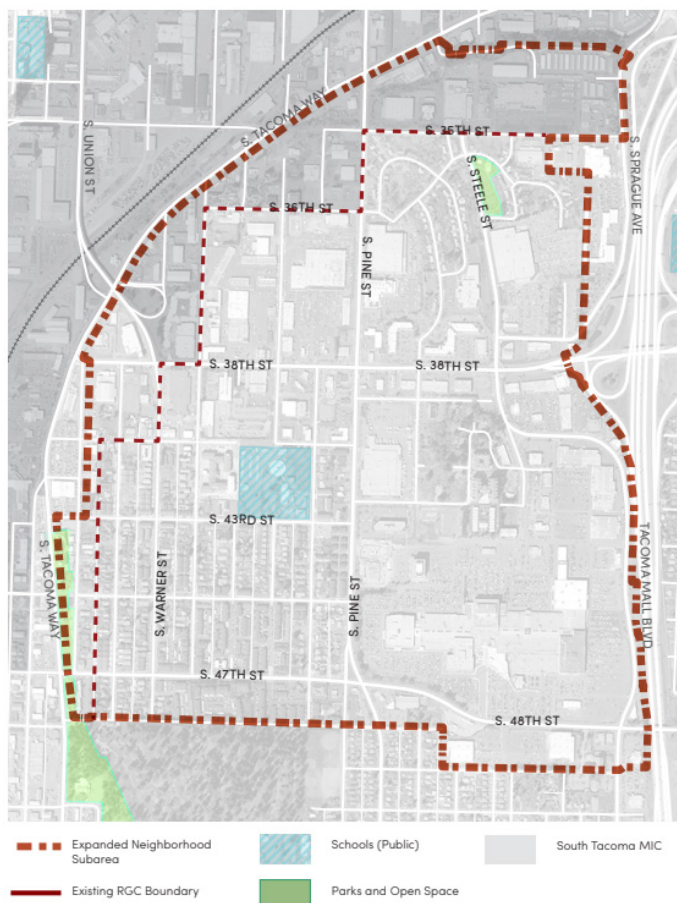 S. TACOMA WAY
S. UNION ST
S. 35TH ST
S. SPRAGUE AVE
S. STEELE ST
S. 36TH ST
S. PINE ST
S. 38TH ST
S. 38TH ST
S. 43RD ST
S. TACOMA WAY
S. WARNER ST
S. PINE ST
TACOMA MALL BLVD
S. 47TH ST
S. 48TH ST
Expanded Neighborhood
Subarea
Schools (Public)
South Tacoma MIC
Existing RGC Boundary
Parks and Open Space